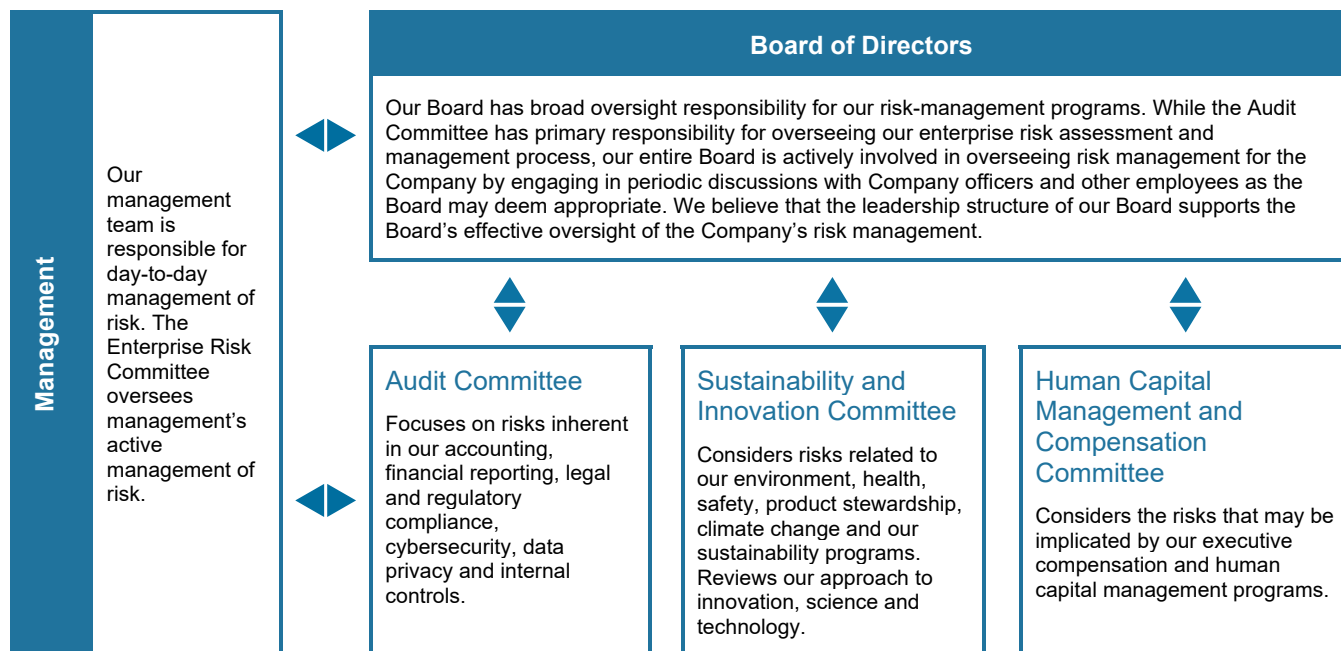 Management
Our
management
team is
responsible for
day-to-day
management of
risk. The
Enterprise Risk
Committee
oversees
management’s
active
management of
risk.
Board of Directors
Our Board has broad oversight responsibility for our risk-management programs. While the Audit
Committee has primary responsibility for overseeing our enterprise risk assessment and
management process, our entire Board is actively involved in overseeing risk management for the
Company by engaging in periodic discussions with Company officers and other employees as the
Board may deem appropriate. We believe that the leadership structure of our Board supports the
Board’s effective oversight of the Company’s risk management.
Audit Committee
Focuses on risks inherent
in our accounting,
financial reporting, legal
and regulatory
compliance,
cybersecurity, data
privacy and internal
controls.
Sustainability and
Innovation Committee
Considers risks related to
our environment, health,
safety, product stewardship,
climate change and our
sustainability programs.
Reviews our approach to
innovation, science and
technology.
Human Capital
Management and
Compensation
Committee
Considers the risks that may be
implicated by our executive
compensation and human
capital management programs.